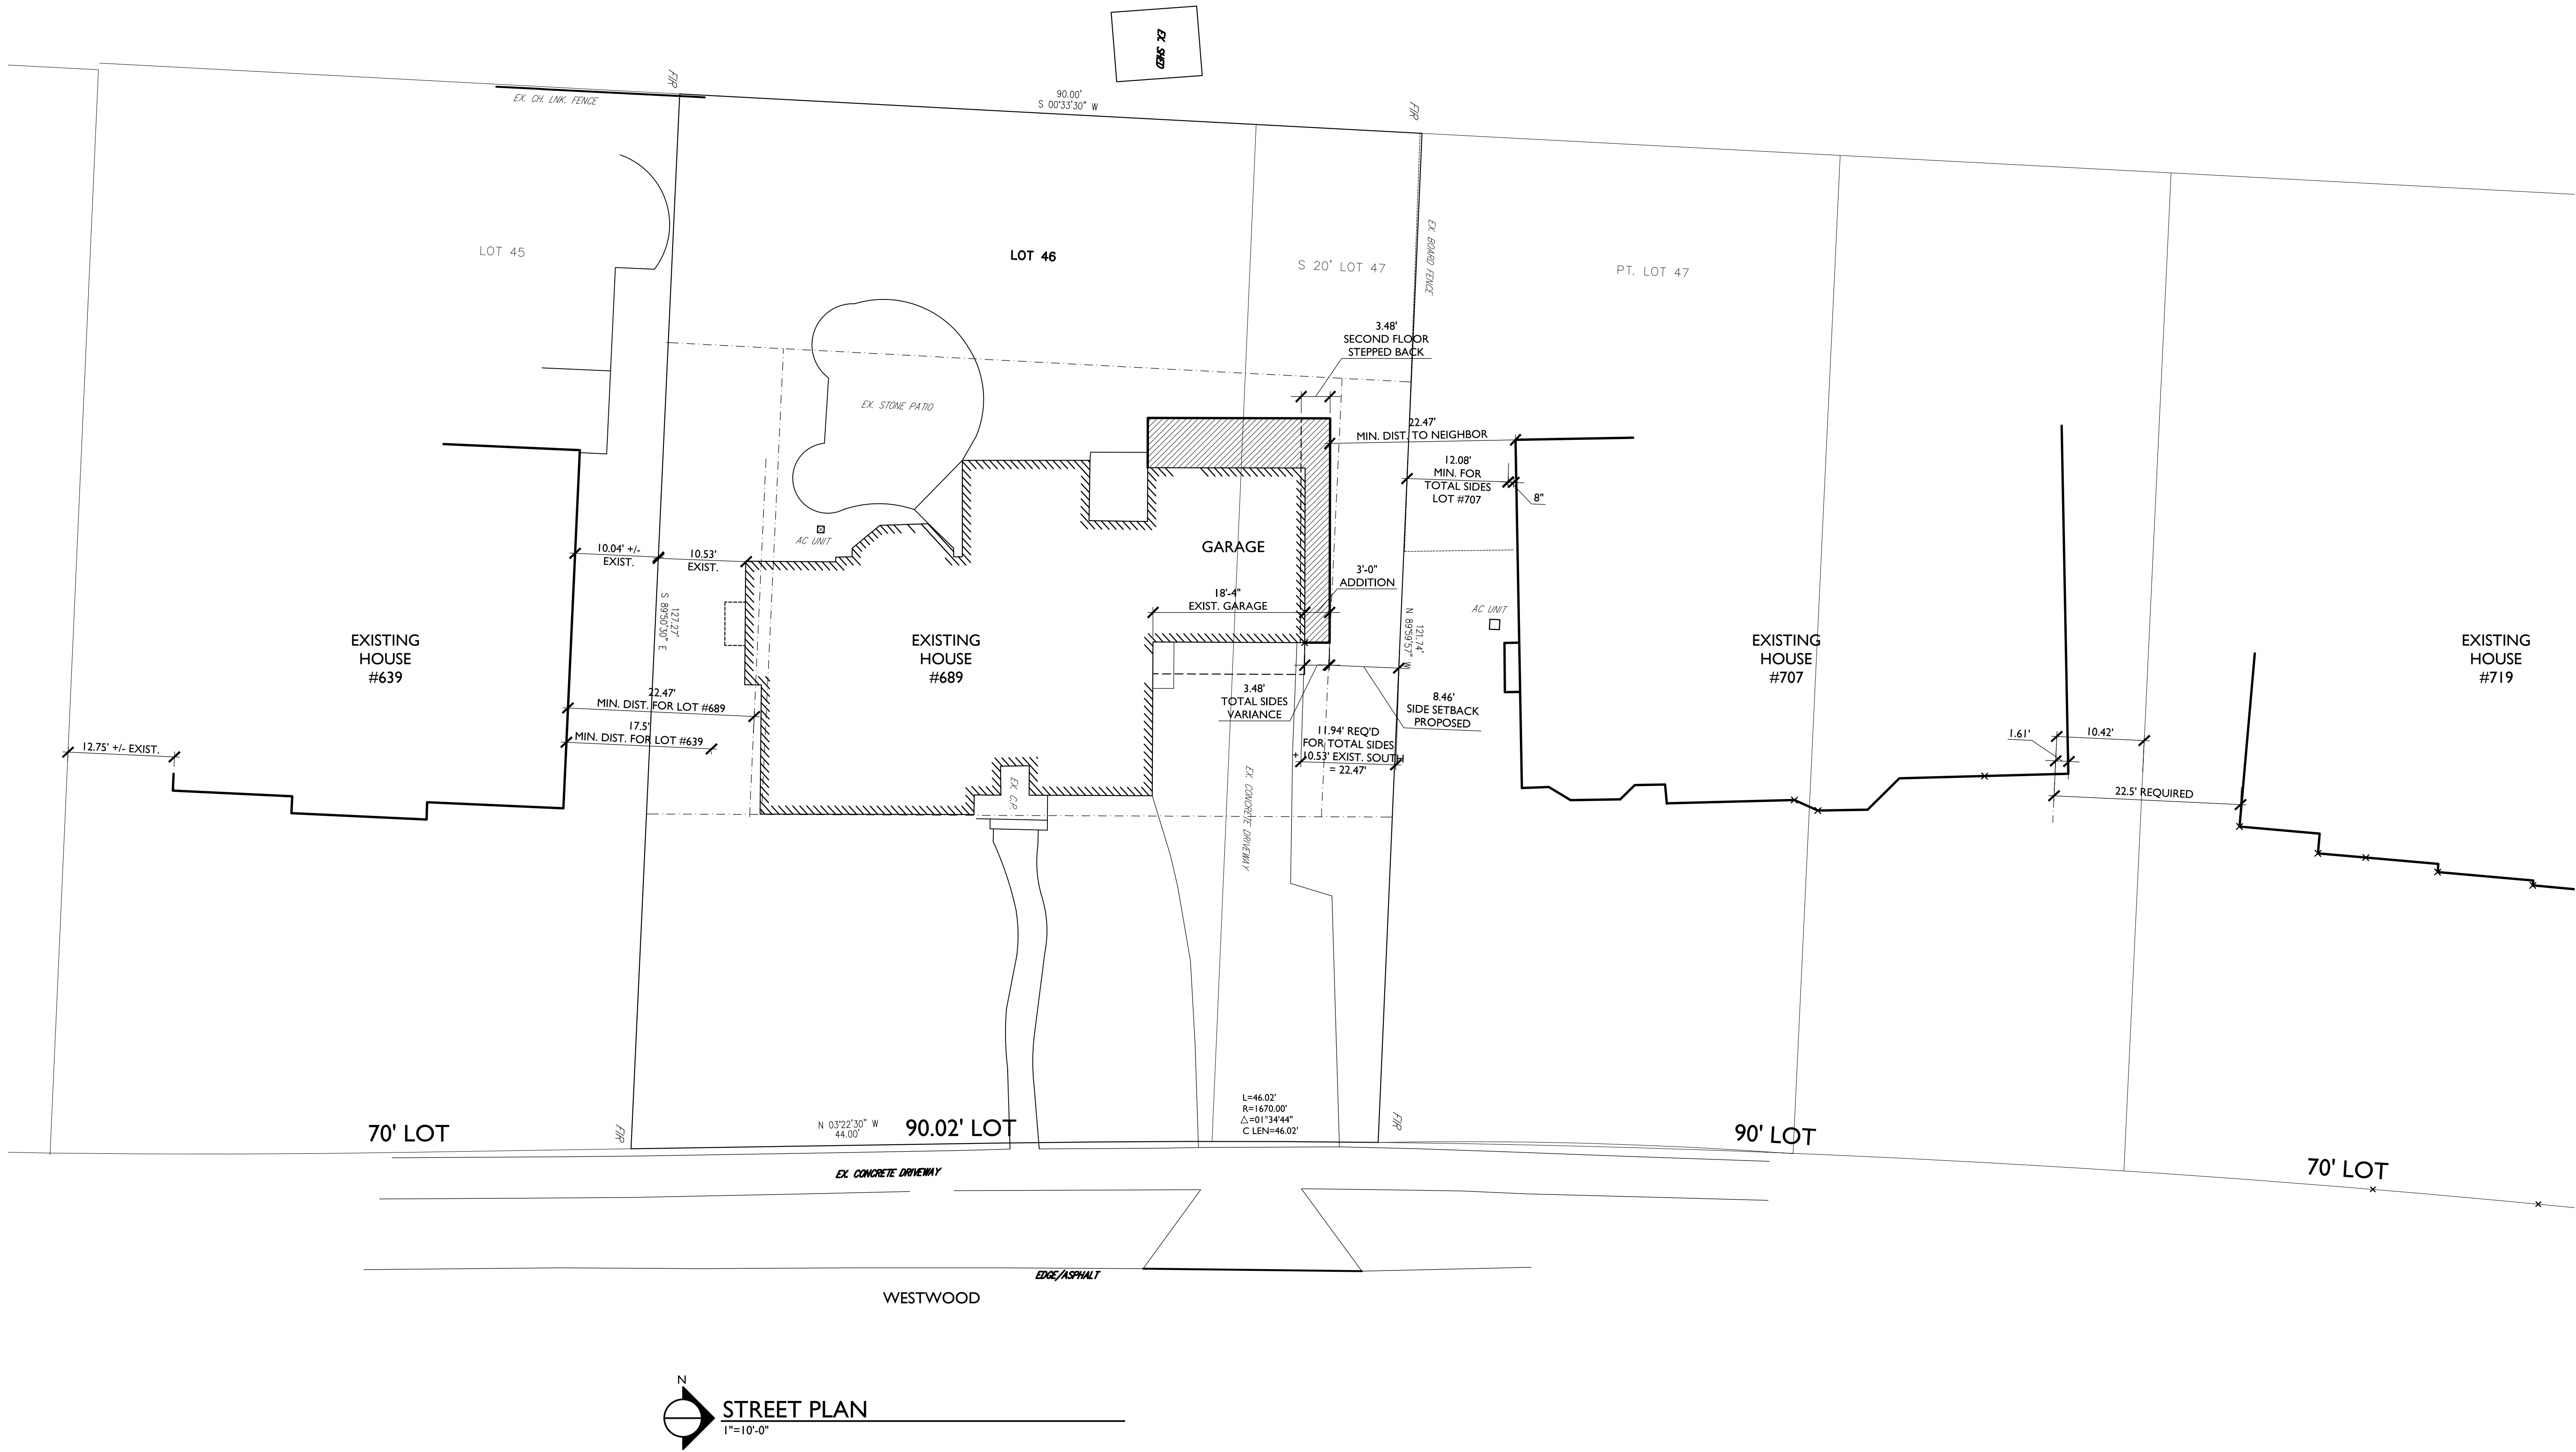 EX. SHED
FIP
EX. CH. LNK. FENCE
90.00'
S 00°33'30" W
FIP
LOT 45
LOT 46
S 20' LOT 47
EX. BOARD FENCE
PT. LOT 47
3.48'
SECOND FLOOR
STEPPED BACK
EX. STONE PATIO
22.47'
MIN. DIST. TO NEIGHBOR
12.08'
MIN. FOR
TOTAL SIDES
LOT #707
8"
AC UNIT
GARAGE
10.04' +/-
EXIST.
10.53'
EXIST.
3'-0"
ADDITION
18'-4"
EXIST. GARAGE
127.27'
S 89°50'30" E
121.74'
N 89°59'57" W
AC UNIT
EXISTING
HOUSE
#639
EXISTING
HOUSE
#689
EXISTING
HOUSE
#707
EXISTING
HOUSE
#719
22.47'
MIN. DIST. FOR LOT #689
17.5'
MIN. DIST. FOR LOT #639
12.75' +/- EXIST.
3.48'
TOTAL SIDES
VARIANCE
8.46'
SIDE SETBACK
PROPOSED
11.94' REQ'D
FOR TOTAL SIDES
+ 10.53' EXIST. SOUTH
= 22.47'
1.61'
10.42'
22.5' REQUIRED
EX. C.P.
EX. CONCRETE DRIVEWAY
L=46.02'
R=1670.00'
△=01°34'44"
C LEN=46.02'
FIP
FIP
70' LOT
N 03°22'30" W
44.00'
90.02' LOT
90' LOT
70' LOT
EX. CONCRETE DRIVEWAY
EDGE/ASPHALT
WESTWOOD
N
STREET PLAN
1"=10'-0"